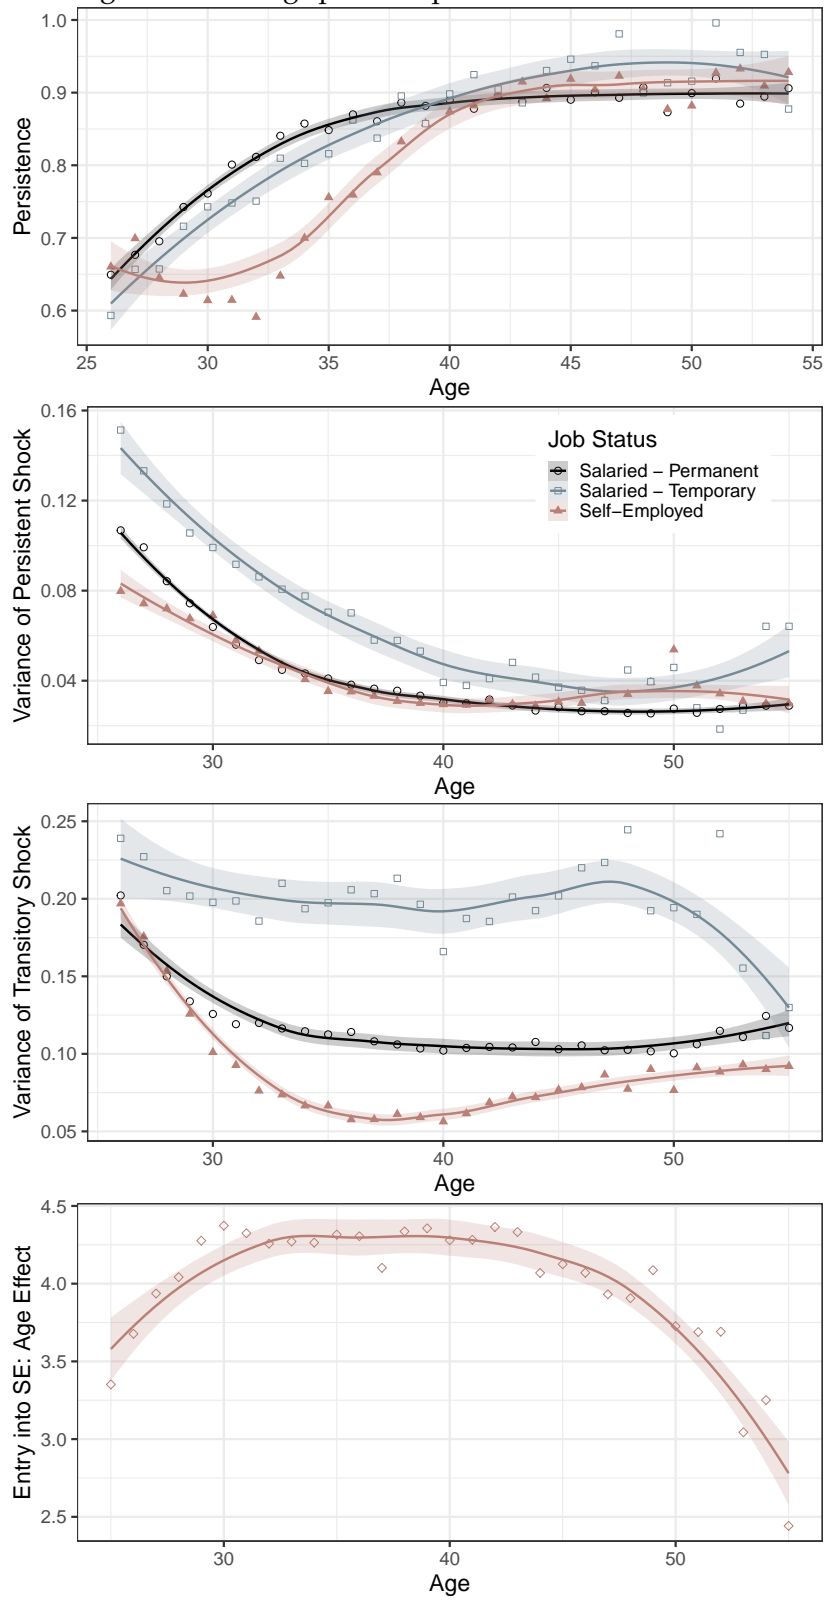 1.0
0.9
0.8
0.7
0.6
Persistence
25 30 35 40 45 50 55
Age
0.16
0.12
0.08
0.04
Variance of Persistent Shock
Job Status
Salaried − Permanent
Salaried − Temporary
Self−Employed
30 40 50
Age
0.25
0.20
0.15
0.10
0.05
Variance of Transitory Shock
30 40 50
Age
4.5
4.0
3.5
3.0
2.5
Entry into SE: Age Effect
30 40 50
Age